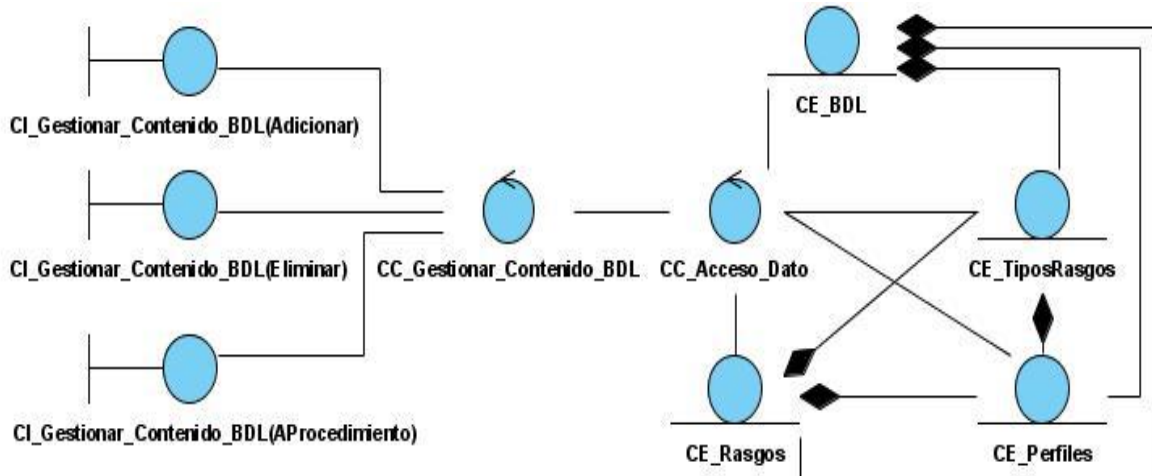 CE_BDL
CI_Gestionar_Contenido_BDL(Adicionar)
CI_Gestionar_Contenido_BDL(Eliminar)
CC_Gestionar_Contenido_BDL
CC_Acceso_Dato
CE_TiposRasgos
CI_Gestionar_Contenido_BDL(AProcedimiento)
CE_Rasgos
CE_Perfiles